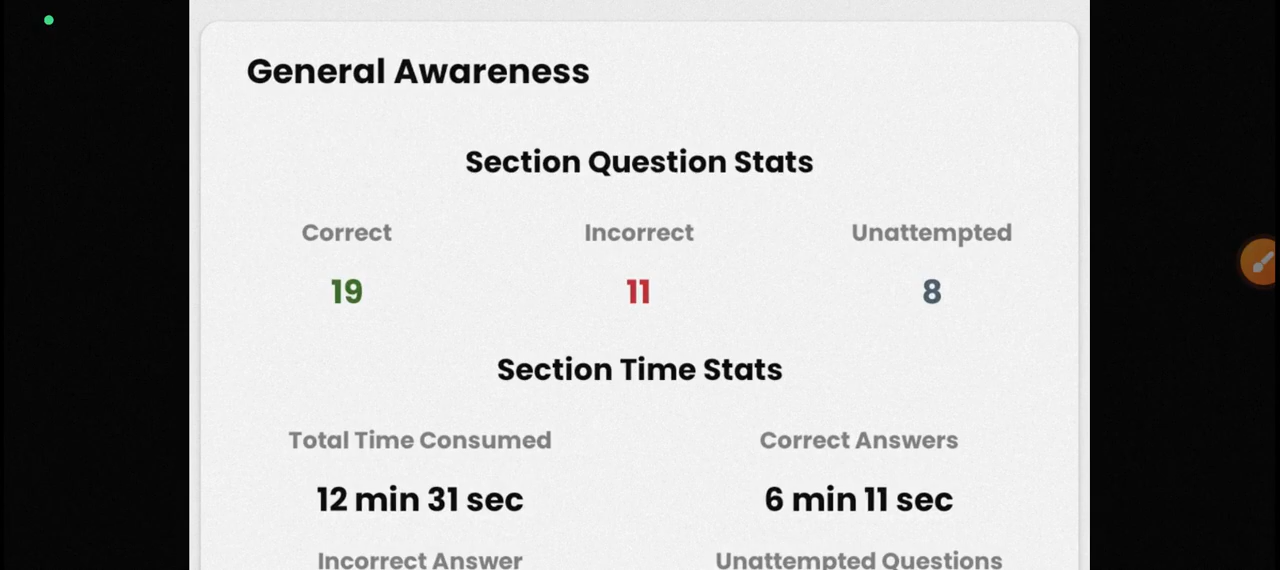 General Awareness
Section Question Stats
Correct Incorrect Unattempted
19 11 8
Section Time Stats
Total Time Consumed Correct Answers
12 min 31 sec 6 min 11 sec
Incorrect Answer Unattempted Questions